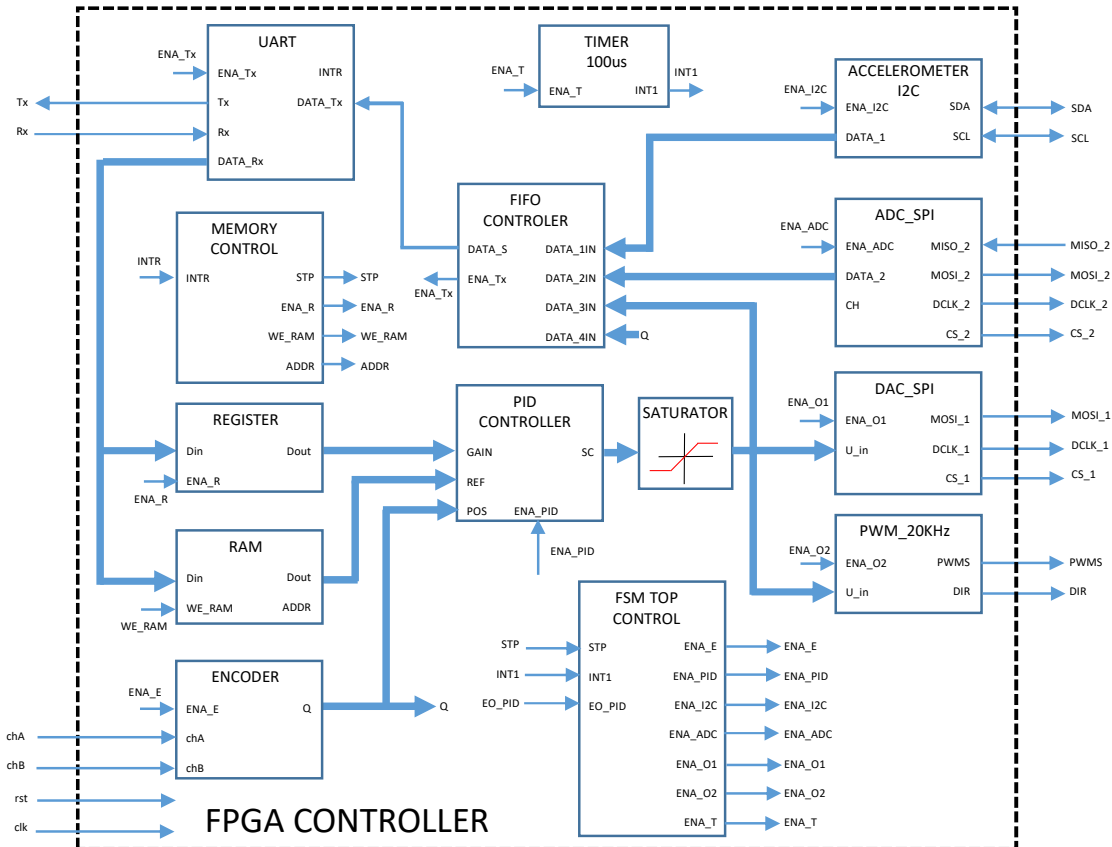 UART
ENA_Tx
ENA_Tx
INTR
Tx
Tx
DATA_Tx
Rx
Rx
DATA_Rx
TIMER
100us
ENA_T
ENA_T
INT1
INT1
ACCELEROMETER
I2C
ENA_I2C
ENA_I2C
SDA
SDA
DATA_1
SCL
SCL
FIFO
CONTROLER
DATA_S
DATA_1IN
ENA_Tx
ENA_Tx
DATA_2IN
DATA_3IN
DATA_4IN
Q
MEMORY
CONTROL
INTR
INTR
STP
STP
ENA_R
ENA_R
WE_RAM
WE_RAM
ADDR
ADDR
ADC_SPI
ENA_ADC
ENA_ADC
MISO_2
MISO_2
DATA_2
MOSI_2
MOSI_2
CH
DCLK_2
DCLK_2
CS_2
CS_2
REGISTER
Din
Dout
ENA_R
ENA_R
PID
CONTROLLER
GAIN
SC
REF
POS
ENA_PID
ENA_PID
SATURATOR
DAC_SPI
ENA_O1
ENA_O1
MOSI_1
MOSI_1
U_in
DCLK_1
DCLK_1
CS_1
CS_1
RAM
Din
Dout
WE_RAM
ADDR
WE_RAM
PWM_20KHz
ENA_O2
ENA_O2
PWMS
PWMS
U_in
DIR
DIR
FSM TOP
CONTROL
STP
STP
ENA_E
ENA_E
INT1
INT1
ENA_PID
ENA_PID
EO_PID
EO_PID
ENA_I2C
ENA_I2C
ENA_ADC
ENA_ADC
ENA_O1
ENA_O1
ENA_O2
ENA_O2
ENA_T
ENA_T
ENCODER
ENA_E
ENA_E
Q
Q
chA
chA
chB
chB
rst
clk
FPGA CONTROLLER